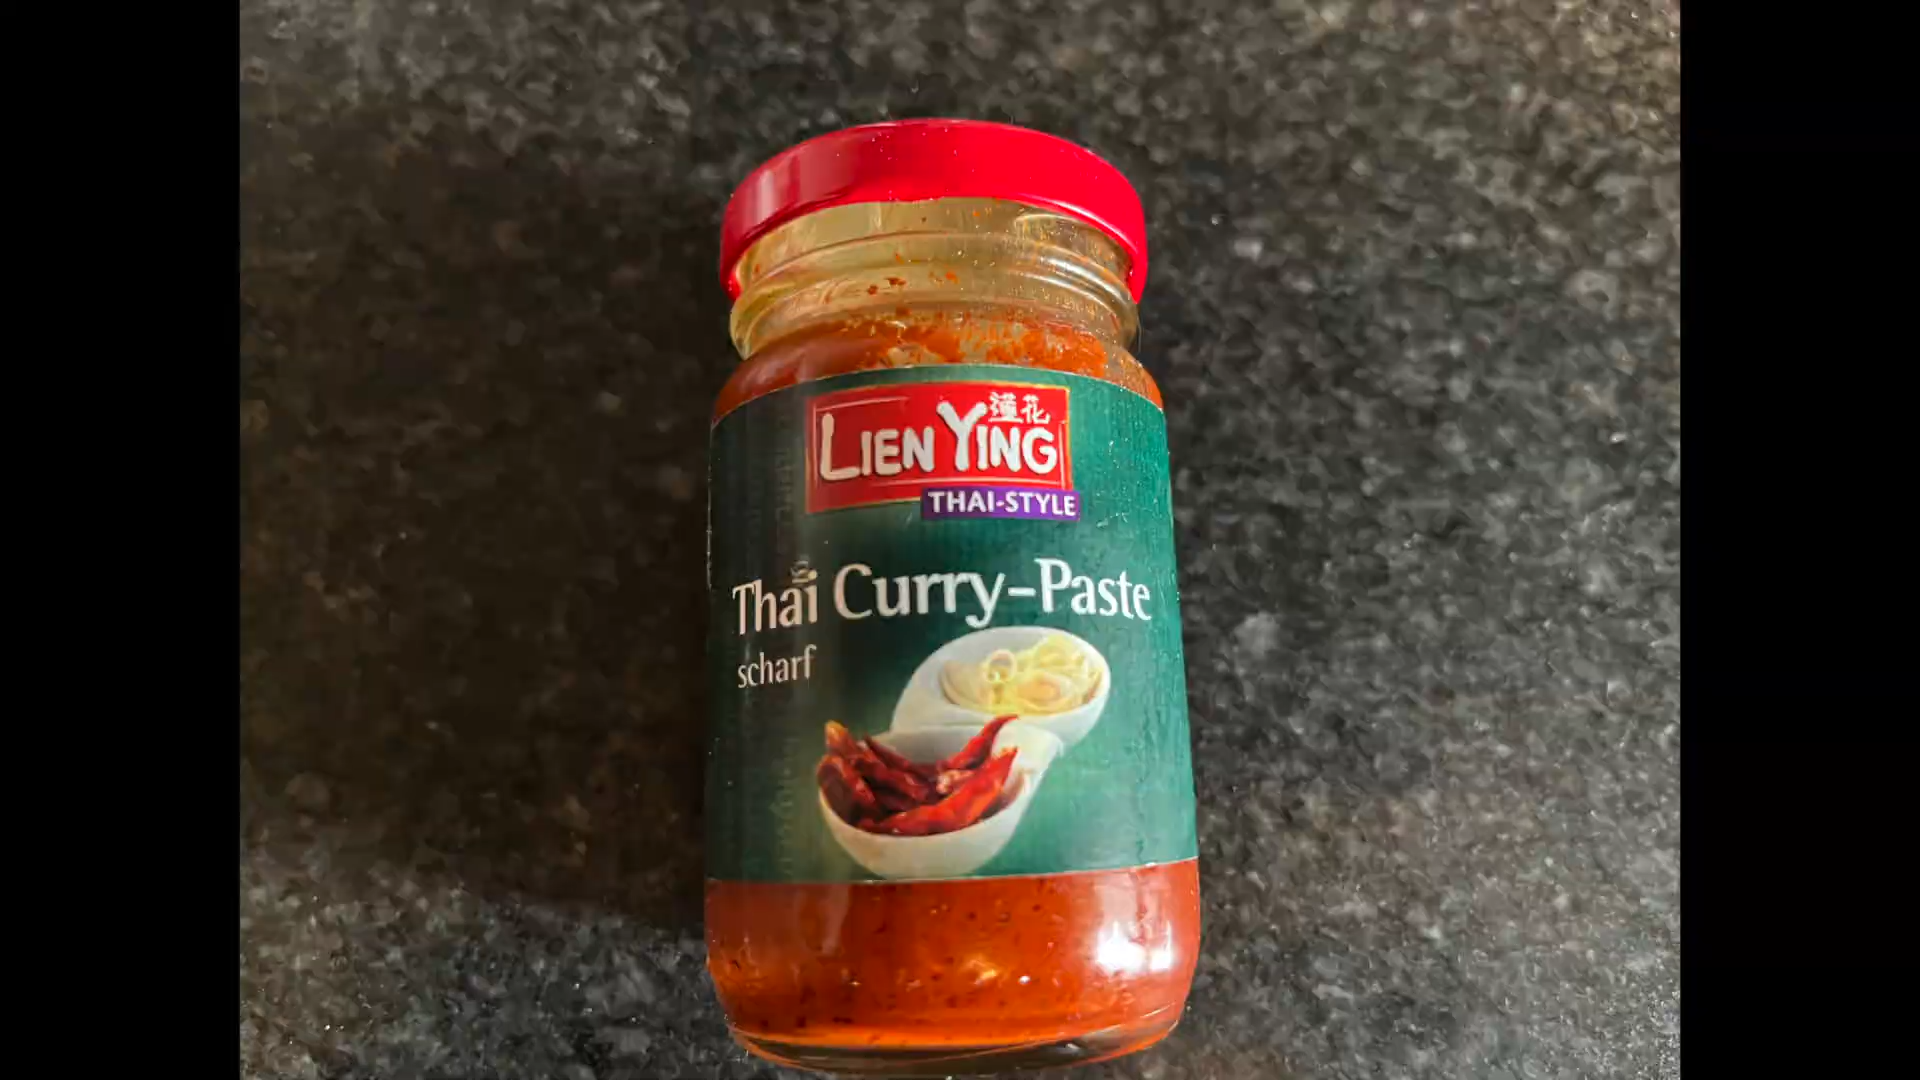 蓮花
LIEN YING
THAI-STYLE
Thai Curry-Paste
scharf